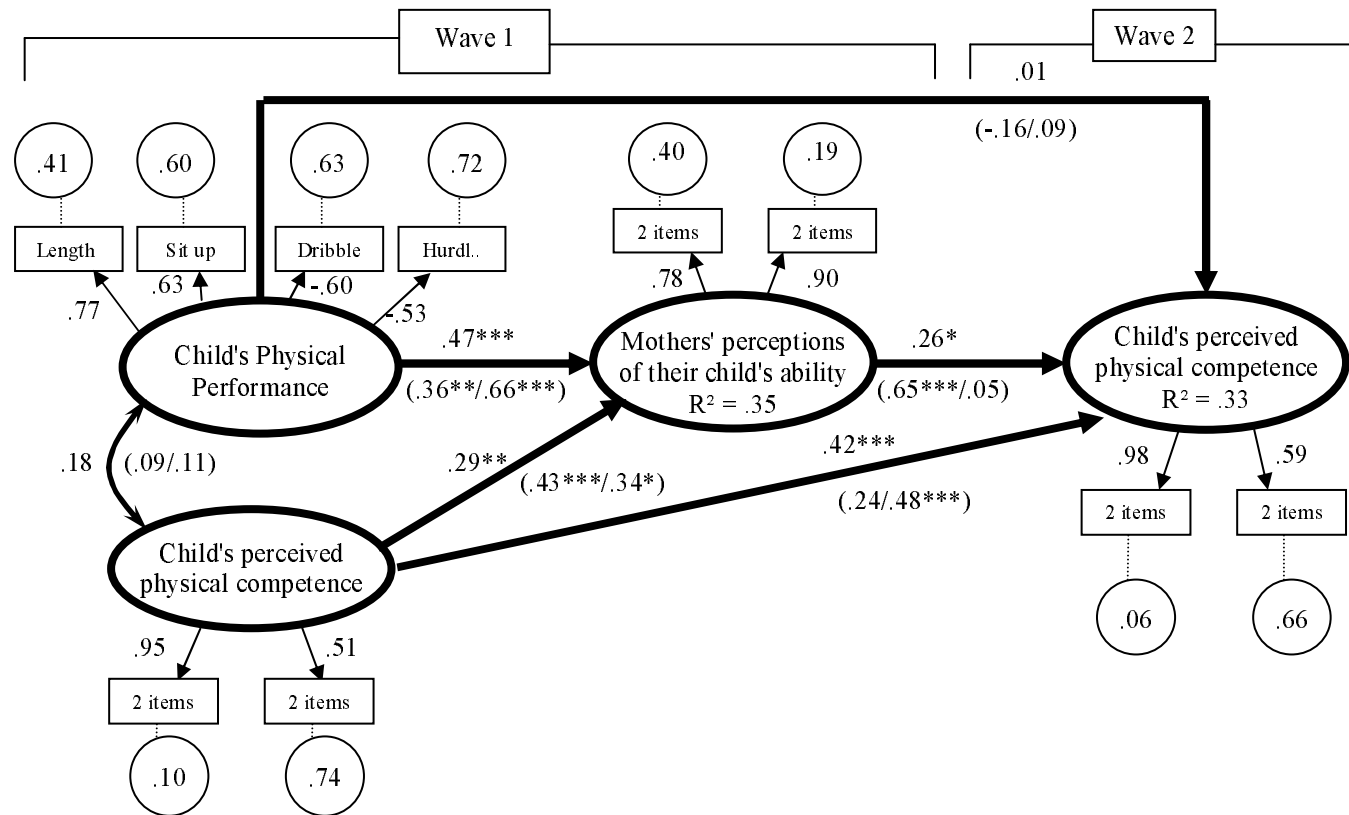 Wave 1
Wave 2
.01
(-.16/.09)
.41
.60
.63
.72
.40
.19
Length
Sit up
Dribble
Hurdl..
2 items
2 items
.77
.63
-.60
-.53
.78
.90
Child's Physical
Performance
.47***
(.36**/.66***)
Mothers' perceptions
of their child's ability
R² = .35
.26*
(.65***/.05)
Child's perceived
physical competence
R² = .33
.18
(.09/.11)
.29**
(.43***/.34*)
.42***
(.24/.48***)
.98
.59
2 items
2 items
.06
.66
Child's perceived
physical competence
.95
.51
2 items
2 items
.10
.74